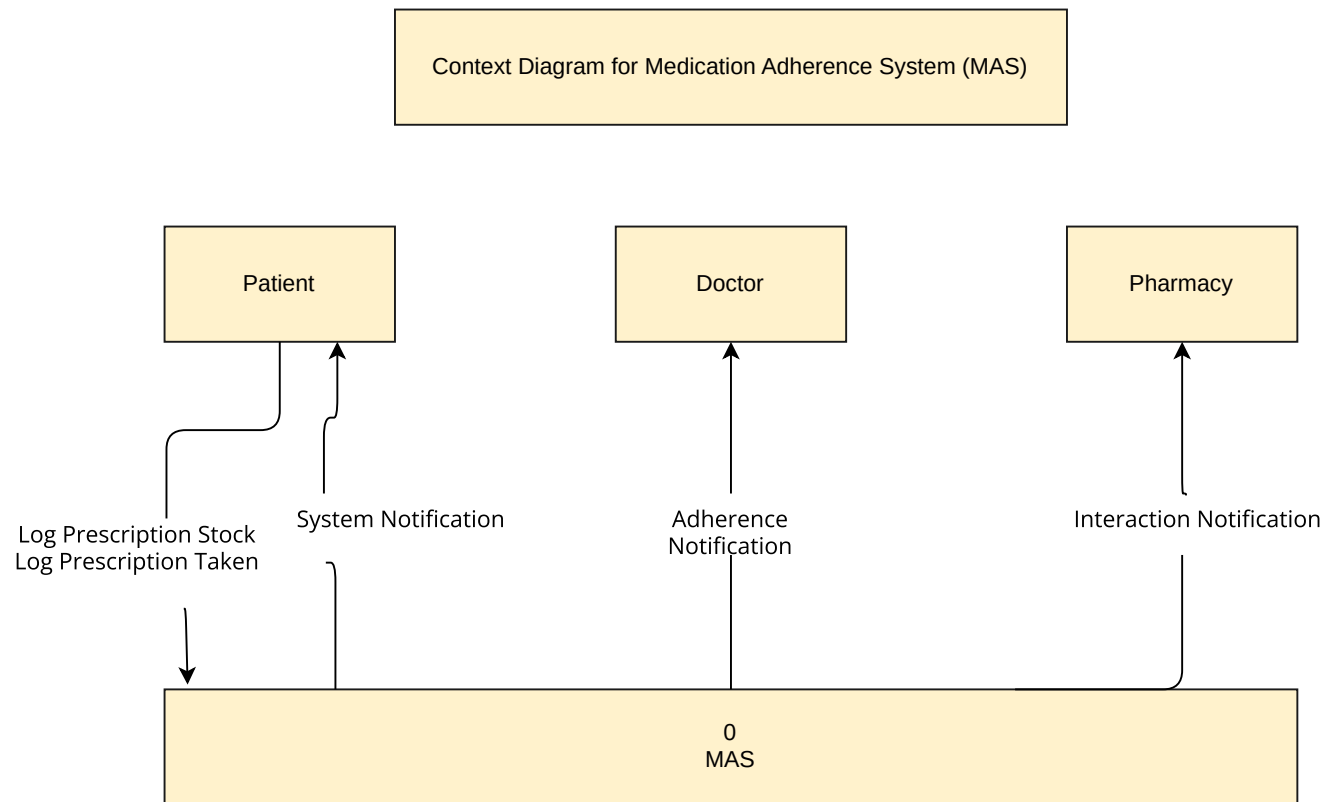 Context Diagram for Medication Adherence System (MAS)
Patient
Doctor
Pharmacy
Log Prescription Stock
Log Prescription Taken
System Notification
Adherence
Notification
Interaction Notification
0
MAS